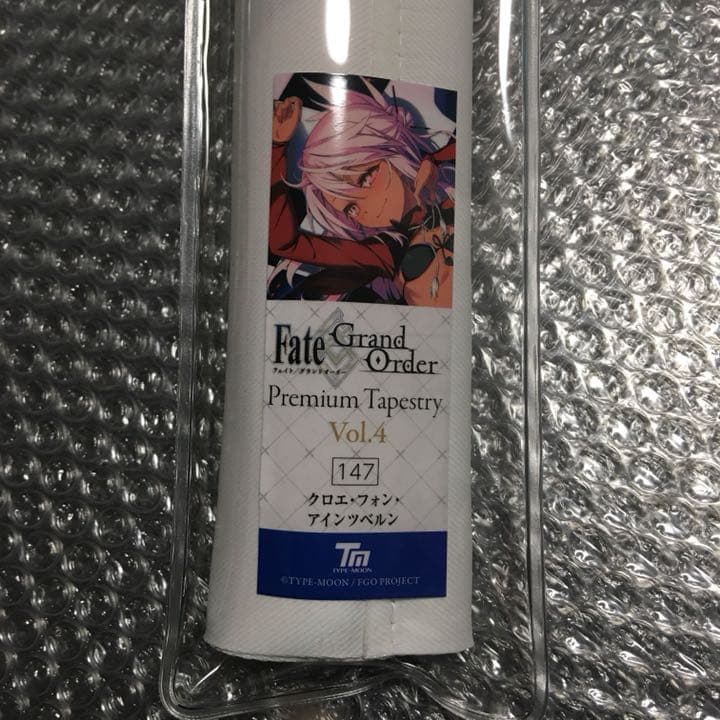 Fate Grand
Order
フェイト/グランドオーダー
Premium Tapestry
Vol.4
147
クロエ・フォン・
アインツベルン
TM
TYPE-MOON
©TYPE-MOON / FGO PROJECT